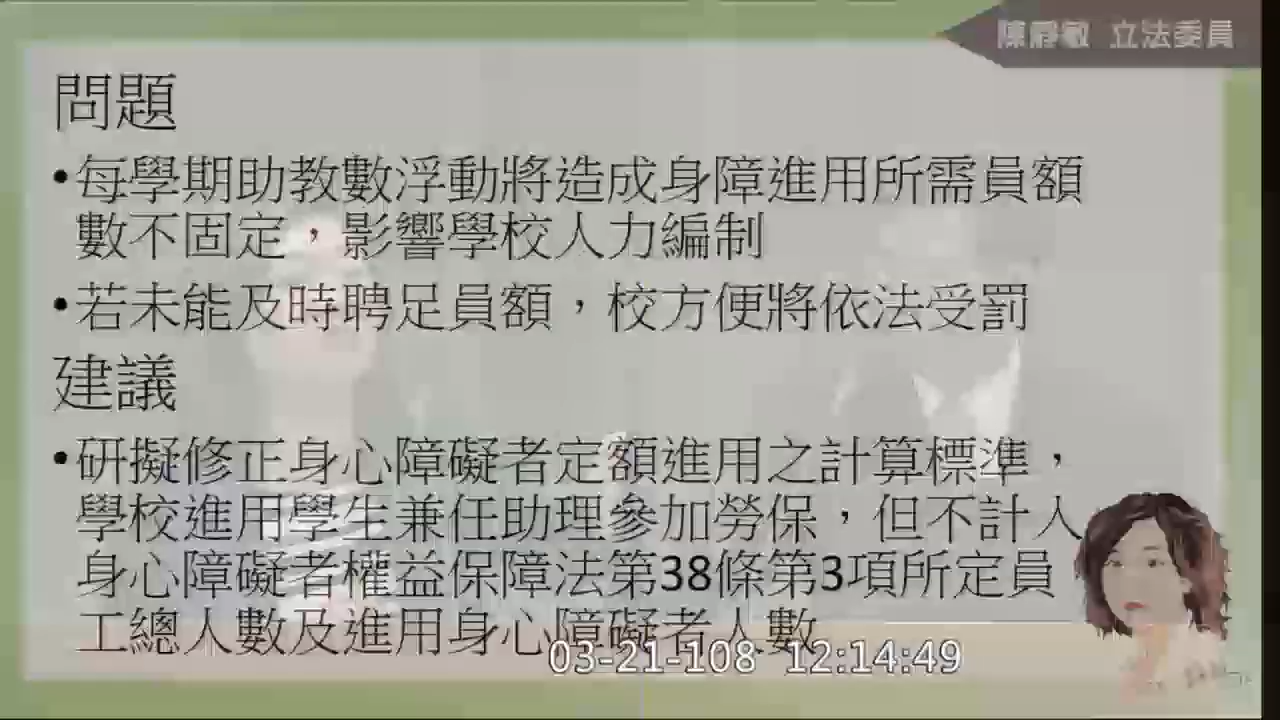 陳靜敏 立法委員
問題
•每學期助教數浮動將造成身障進用所需員額
數不固定，影響學校人力編制
•若未能及時聘足員額，校方便將依法受罰
建議
•研擬修正身心障礙者定額進用之計算標準，
學校進用學生兼任助理參加勞保，但不計入
身心障礙者權益保障法第38條第3項所定員
工總人數及進用身心障礙者人數
03-21-108 12:14:49